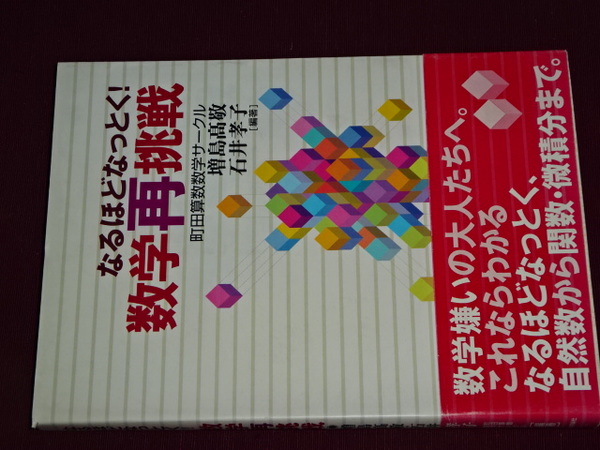 なるほどなっとく!
数学再挑戦
町田算数数学サークル
増島髙敬
石井孝子
[編著]
数学嫌いの大人たちへ。
これならわかる
なるほどなっとく、
自然数から関数、微積分まで。